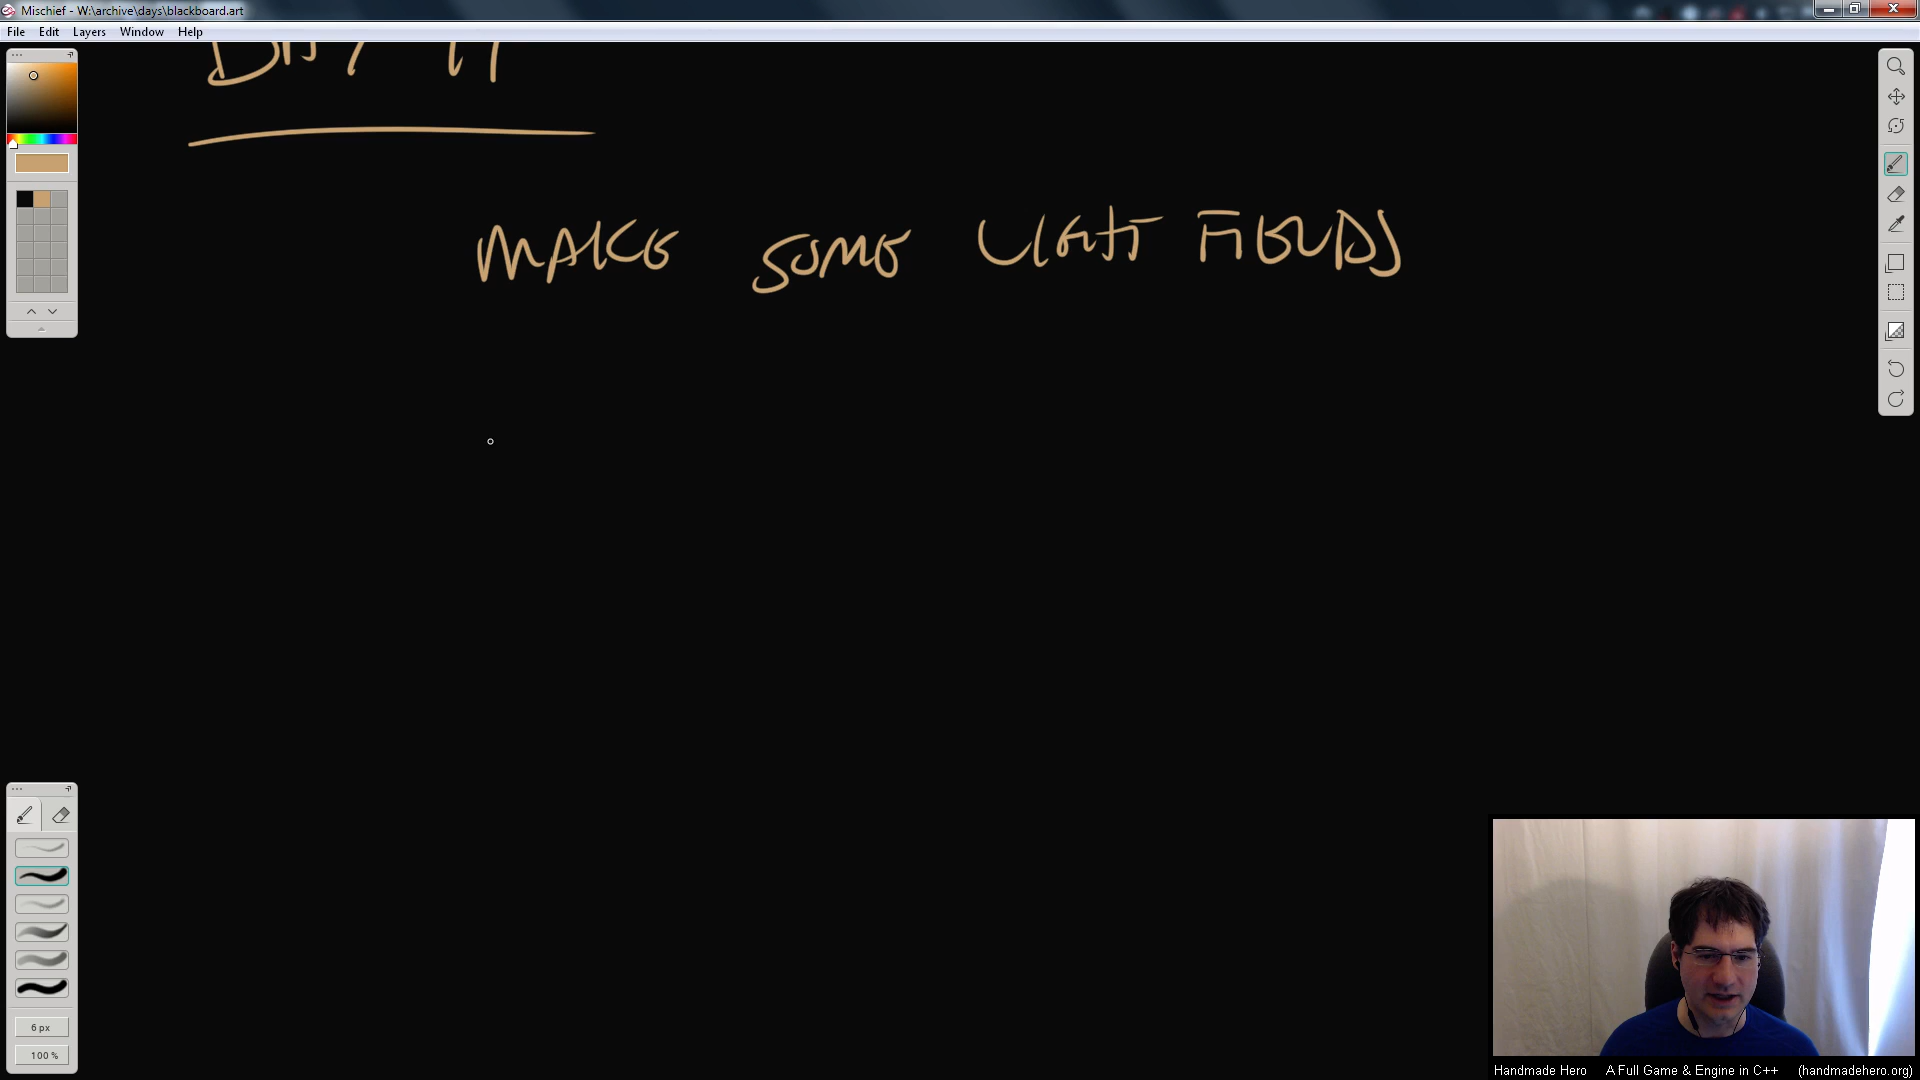 Mischief - W:\archive\days\blackboard.art
File Edit Layers Window Help
MAKE SOME LIGHT FIELDS
6 px
100 %
Handmade Hero A Full Game & Engine in C++ (handmadehero.org)